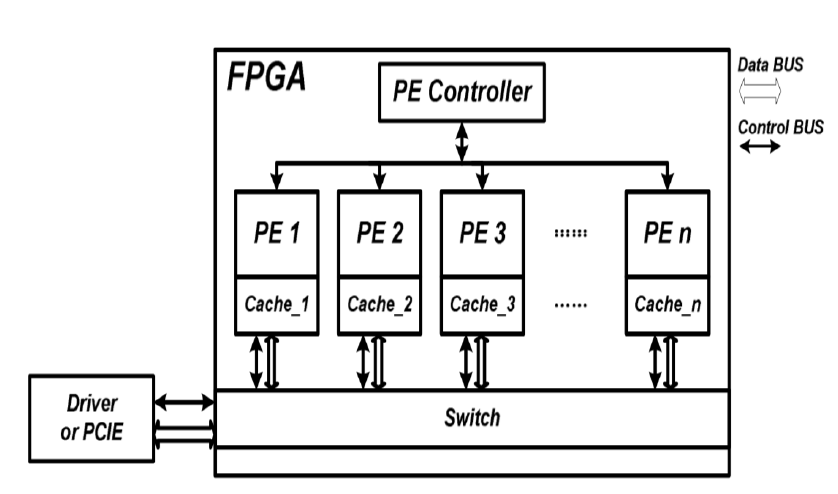 FPGA
PE Controller
Data BUS
Control BUS
PE 1
PE 2
PE 3
......
PE n
Cache_1
Cache_2
Cache_3
......
Cache_n
Driver
or PCIE
Switch